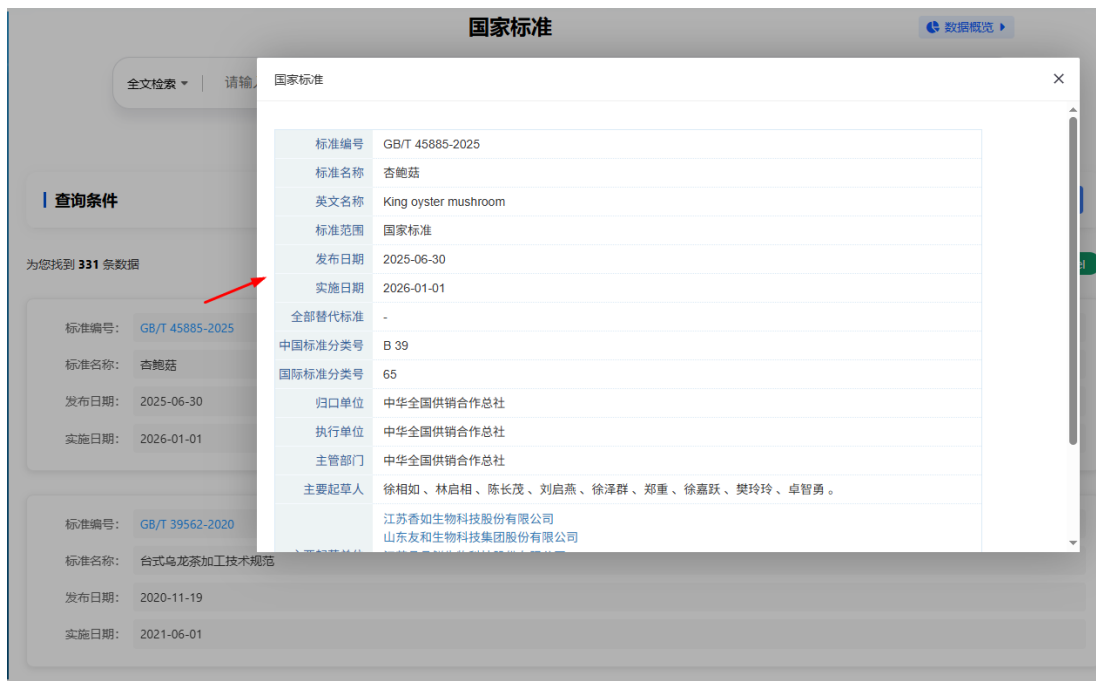 国家标准
数据概览
全文检索
请输
国家标准
标准编号 GB/T 45885-2025
标准名称 杏鲍菇
英文名称 King oyster mushroom
标准范围 国家标准
发布日期 2025-06-30
实施日期 2026-01-01
全部替代标准 -
中国标准分类号 B 39
国际标准分类号 65
归口单位 中华全国供销合作总社
执行单位 中华全国供销合作总社
主管部门 中华全国供销合作总社
主要起草人 徐相如 、林启相 、陈长茂 、刘启燕 、徐泽群 、郑重 、徐嘉跃 、樊玲玲 、卓智勇 。
江苏香如生物科技股份有限公司
山东友和生物科技集团股份有限公司
查询条件
为您找到 331 条数据
标准编号: GB/T 45885-2025
标准名称: 杏鲍菇
发布日期: 2025-06-30
实施日期: 2026-01-01
标准编号: GB/T 39562-2020
标准名称: 台式乌龙茶加工技术规范
发布日期: 2020-11-19
实施日期: 2021-06-01